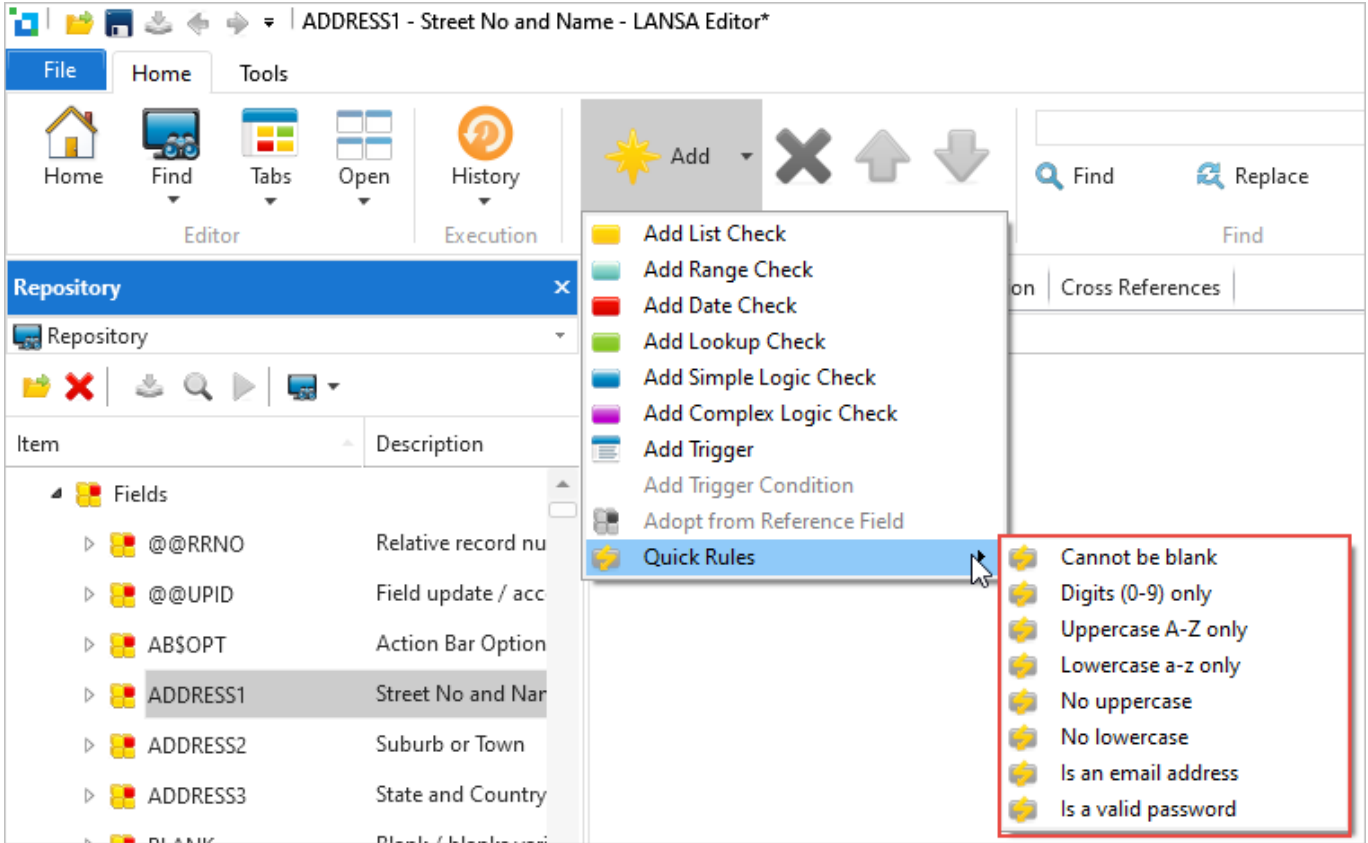 ADDRESS1 - Street No and Name - LANSA Editor*
File Home Tools
Home Find Tabs Open History Add Find Replace
Editor Execution Find
Add List Check
Add Range Check
Add Date Check
Add Lookup Check
Add Simple Logic Check
Add Complex Logic Check
Add Trigger
Add Trigger Condition
Adopt from Reference Field
Quick Rules
Cannot be blank
Digits (0-9) only
Uppercase A-Z only
Lowercase a-z only
No uppercase
No lowercase
Is an email address
Is a valid password
on Cross References
Repository
Repository
Item Description
Fields
@@RRNO Relative record nu
@@UPID Field update / acc
AB$OPT Action Bar Option
ADDRESS1 Street No and Nar
ADDRESS2 Suburb or Town
ADDRESS3 State and Country